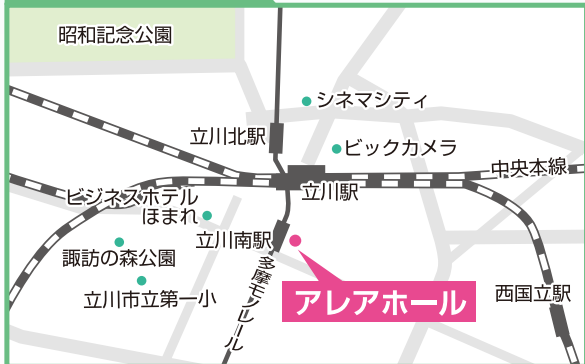 昭和記念公園
シネマシティ
立川北駅
ビックカメラ
中央本線
立川駅
ビジネスホテル
ほまれ
立川南駅
諏訪の森公園
多摩モノレール
立川市立第一小
アレアホール
西国立駅